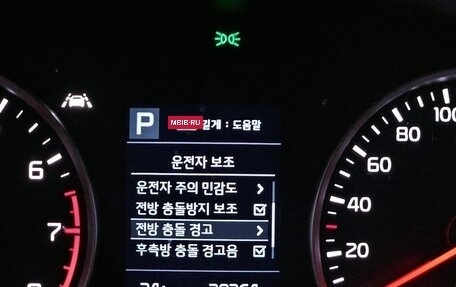 P
MBIB.RU
길게 : 도움말
운전자 보조
운전자 주의 민감도
전방 충돌방지 보조
전방 충돌 경고
후측방 충돌 경고음
6
7
100
80
60
40
20